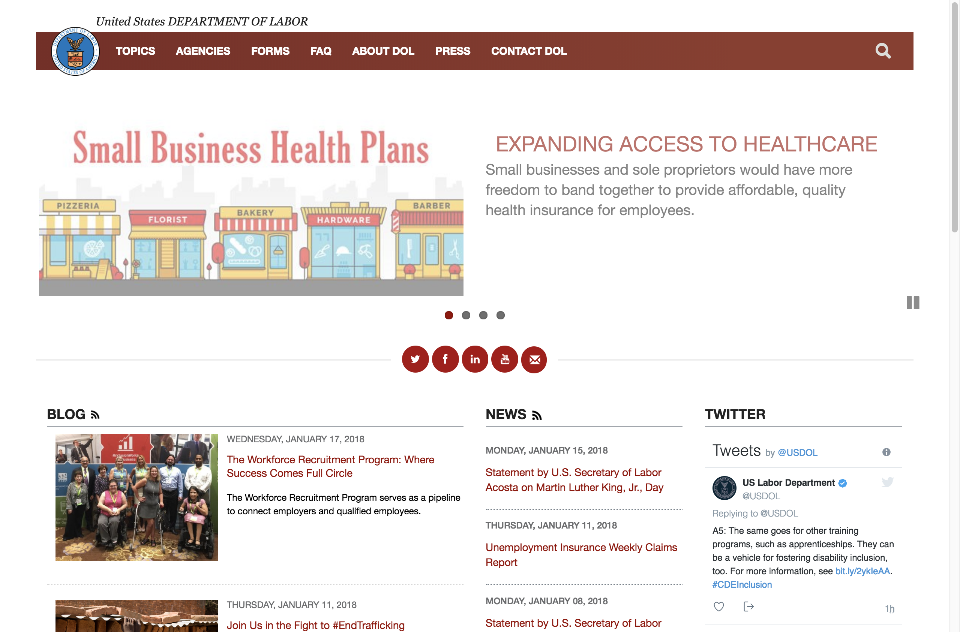 United States DEPARTMENT OF LABOR
TOPICS AGENCIES FORMS FAQ ABOUT DOL PRESS CONTACT DOL
Small Business Health Plans
PIZZERIA
FLORIST
BAKERY
HARDWARE
BARBER
EXPANDING ACCESS TO HEALTHCARE
Small businesses and sole proprietors would have more
freedom to band together to provide affordable, quality
health insurance for employees.
BLOG
WEDNESDAY, JANUARY 17, 2018
The Workforce Recruitment Program: Where
Success Comes Full Circle
The Workforce Recruitment Program serves as a pipeline
to connect employers and qualified employees.
THURSDAY, JANUARY 11, 2018
Join Us in the Fight to #EndTrafficking
NEWS
MONDAY, JANUARY 15, 2018
Statement by U.S. Secretary of Labor
Acosta on Martin Luther King, Jr., Day
THURSDAY, JANUARY 11, 2018
Unemployment Insurance Weekly Claims
Report
MONDAY, JANUARY 08, 2018
Statement by U.S. Secretary of Labor
TWITTER
Tweets by @USDOL
US Labor Department
@USDOL
Replying to @USDOL
A5: The same goes for other training
programs, such as apprenticeships. They can
be a vehicle for fostering disability inclusion,
too. For more information, see bit.ly/2ykIeAA.
#CDEInclusion
1h